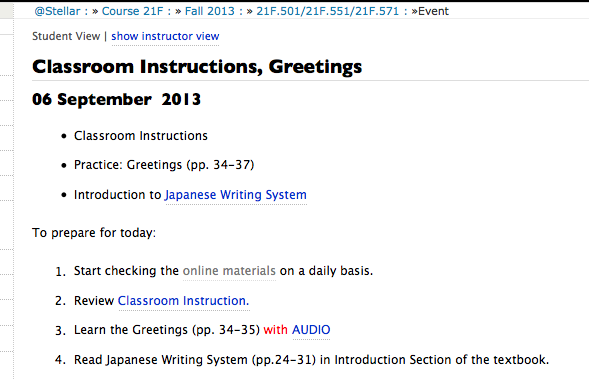 @Stellar : » Course 21F : » Fall 2013 : » 21F.501/21F.551/21F.571 : »Event
Student View | show instructor view
Classroom Instructions, Greetings
06 September 2013
• Classroom Instructions
• Practice: Greetings (pp. 34-37)
• Introduction to Japanese Writing System
To prepare for today:
1. Start checking the online materials on a daily basis.
2. Review Classroom Instruction.
3. Learn the Greetings (pp. 34-35) with AUDIO
4. Read Japanese Writing System (pp.24-31) in Introduction Section of the textbook.